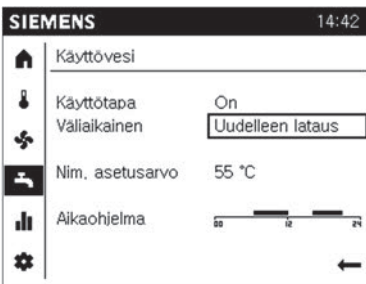 SIEMENS 14:42
Käyttövesi
Käyttötapa On
Väliaikainen Uudelleen lataus
Nim. asetusarvo 55 °C
Aikaohjelma
00 12 24